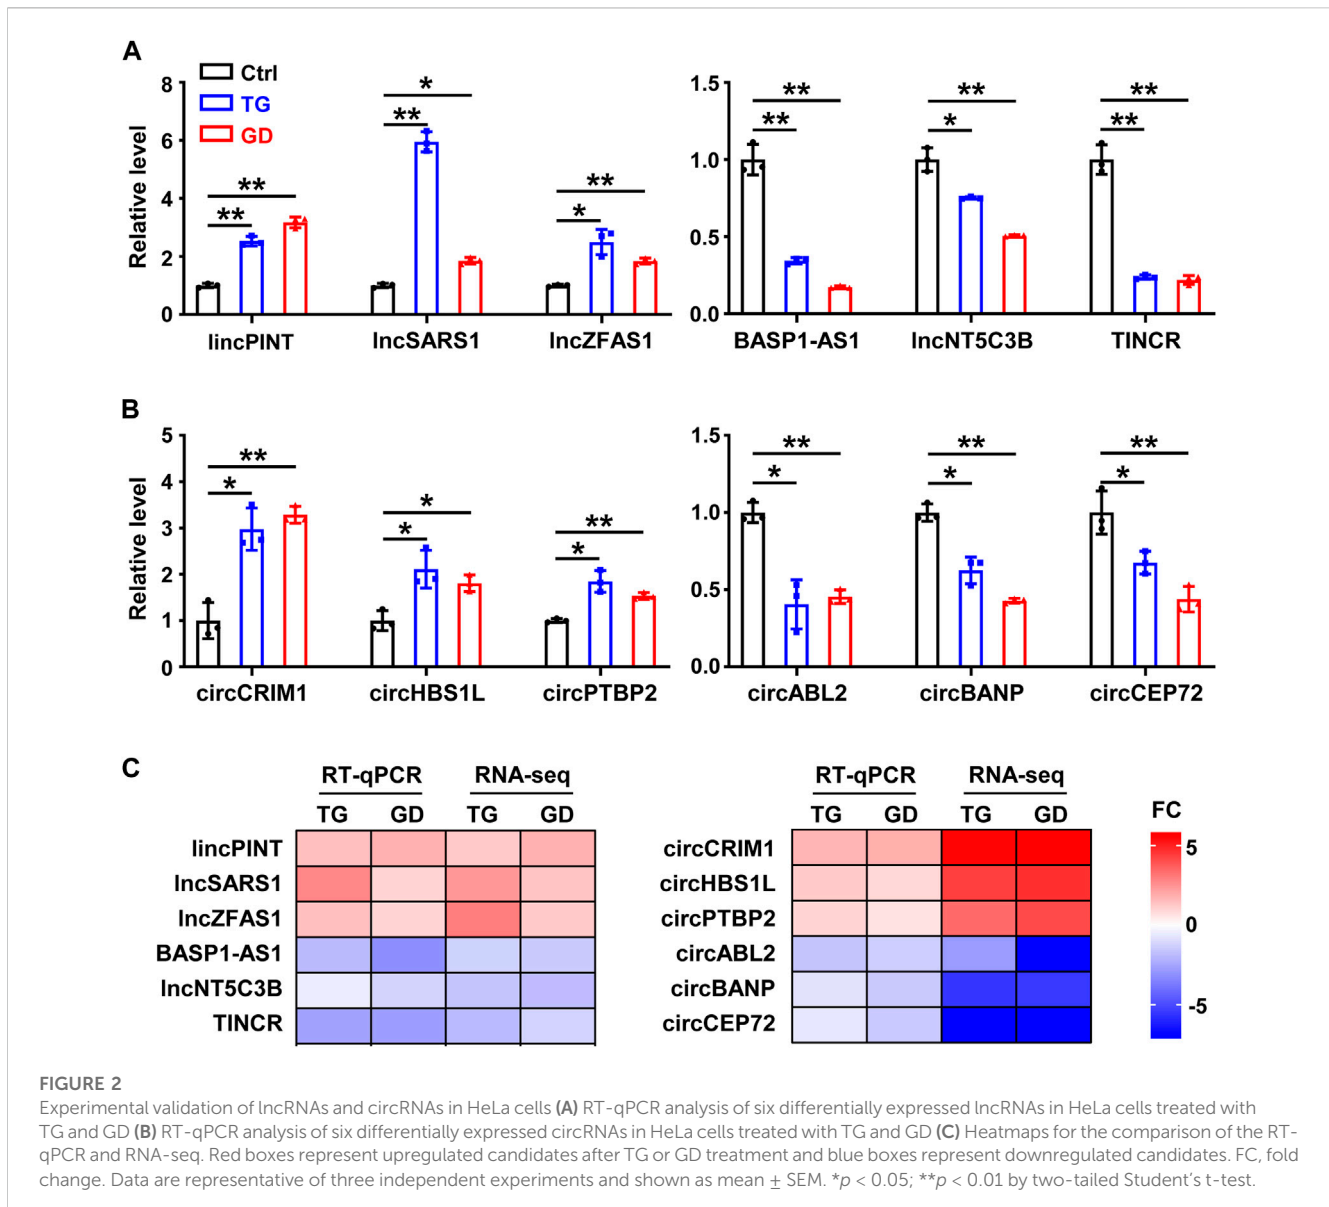 A
Ctrl
TG
GD
Relative level
8
6
4
2
0
**
**
**
*
*
**
lincPINT
lncSARS1
lncZFAS1
1.5
1.0
0.5
0.0
**
**
*
**
**
**
BASP1-AS1
lncNT5C3B
TINCR
B
Relative level
5
4
3
2
1
0
*
**
*
*
*
**
circCRIM1
circHBS1L
circPTBP2
1.5
1.0
0.5
0.0
*
**
*
**
*
**
circABL2
circBANP
circCEP72
C
RT-qPCR RNA-seq
TG GD TG GD
lincPINT
lncSARS1
lncZFAS1
BASP1-AS1
lncNT5C3B
TINCR
RT-qPCR RNA-seq
TG GD TG GD
circCRIM1
circHBS1L
circPTBP2
circABL2
circBANP
circCEP72
FC
5
0
-5
FIGURE 2
Experimental validation of lncRNAs and circRNAs in HeLa cells (A) RT-qPCR analysis of six differentially expressed lncRNAs in HeLa cells treated with
TG and GD (B) RT-qPCR analysis of six differentially expressed circRNAs in HeLa cells treated with TG and GD (C) Heatmaps for the comparison of the RT-
qPCR and RNA-seq. Red boxes represent upregulated candidates after TG or GD treatment and blue boxes represent downregulated candidates. FC, fold
change. Data are representative of three independent experiments and shown as mean ± SEM. *p < 0.05; **p < 0.01 by two-tailed Student's t-test.